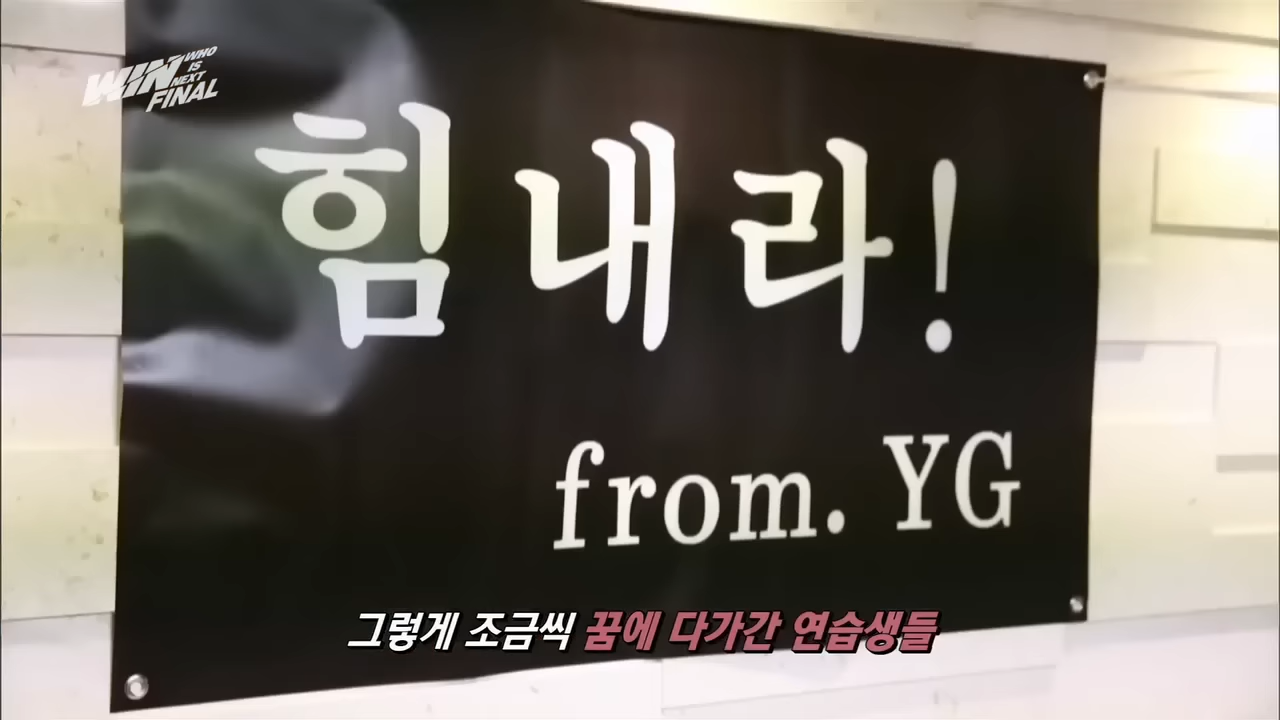 WIN WHO
IS
NEXT
FINAL
힘내라!
from. YG
그렇게 조금씩 꿈에 다가간 연습생들